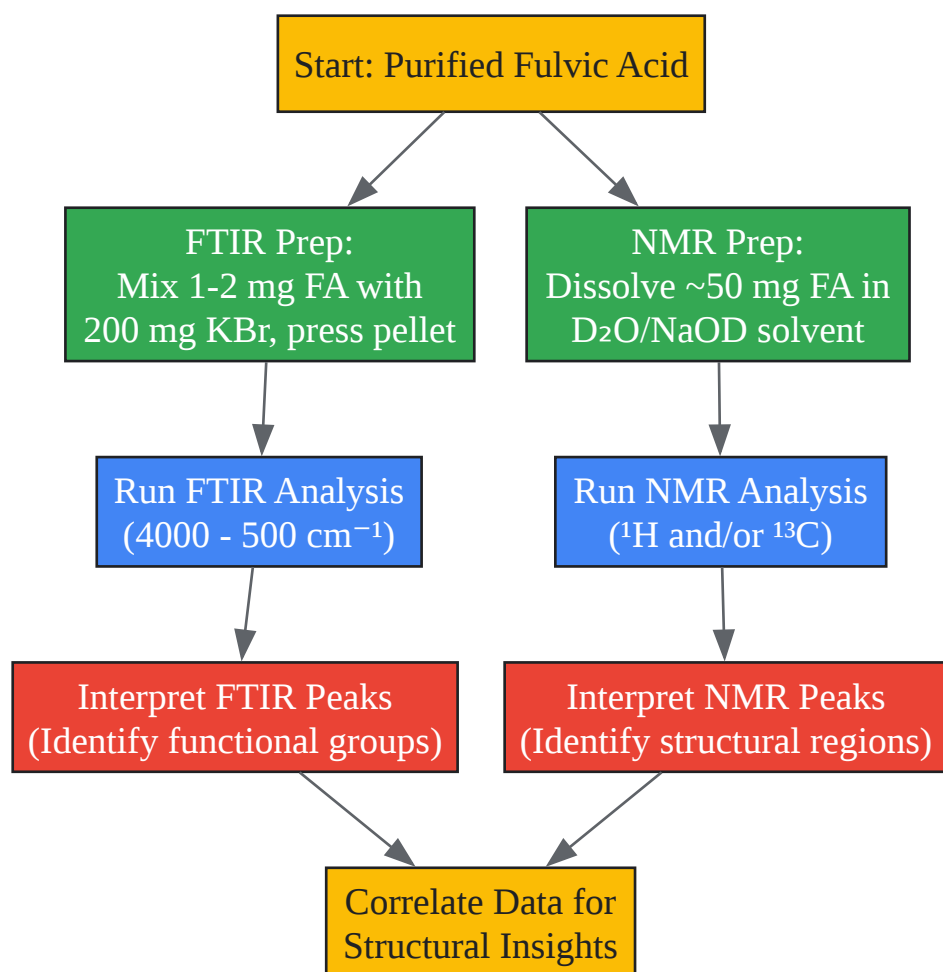 Start: Purified Fulvic Acid
FTIR Prep:
Mix 1-2 mg FA with
200 mg KBr, press pellet
NMR Prep:
Dissolve ~50 mg FA in
D₂O/NaOD solvent
Run FTIR Analysis
(4000 - 500 cm⁻¹)
Run NMR Analysis
(¹H and/or ¹³C)
Interpret FTIR Peaks
(Identify functional groups)
Interpret NMR Peaks
(Identify structural regions)
Correlate Data for
Structural Insights